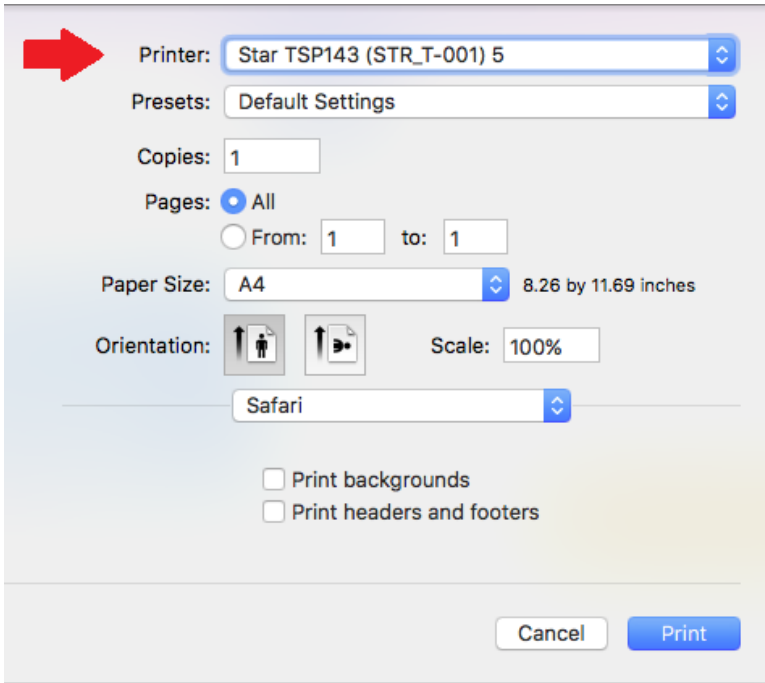 Printer: Star TSP143 (STR_T-001) 5
Presets: Default Settings
Copies: 1
Pages: All
From: 1 to: 1
Paper Size: A4 8.26 by 11.69 inches
Orientation: Scale: 100%
Safari
Print backgrounds
Print headers and footers
Cancel Print